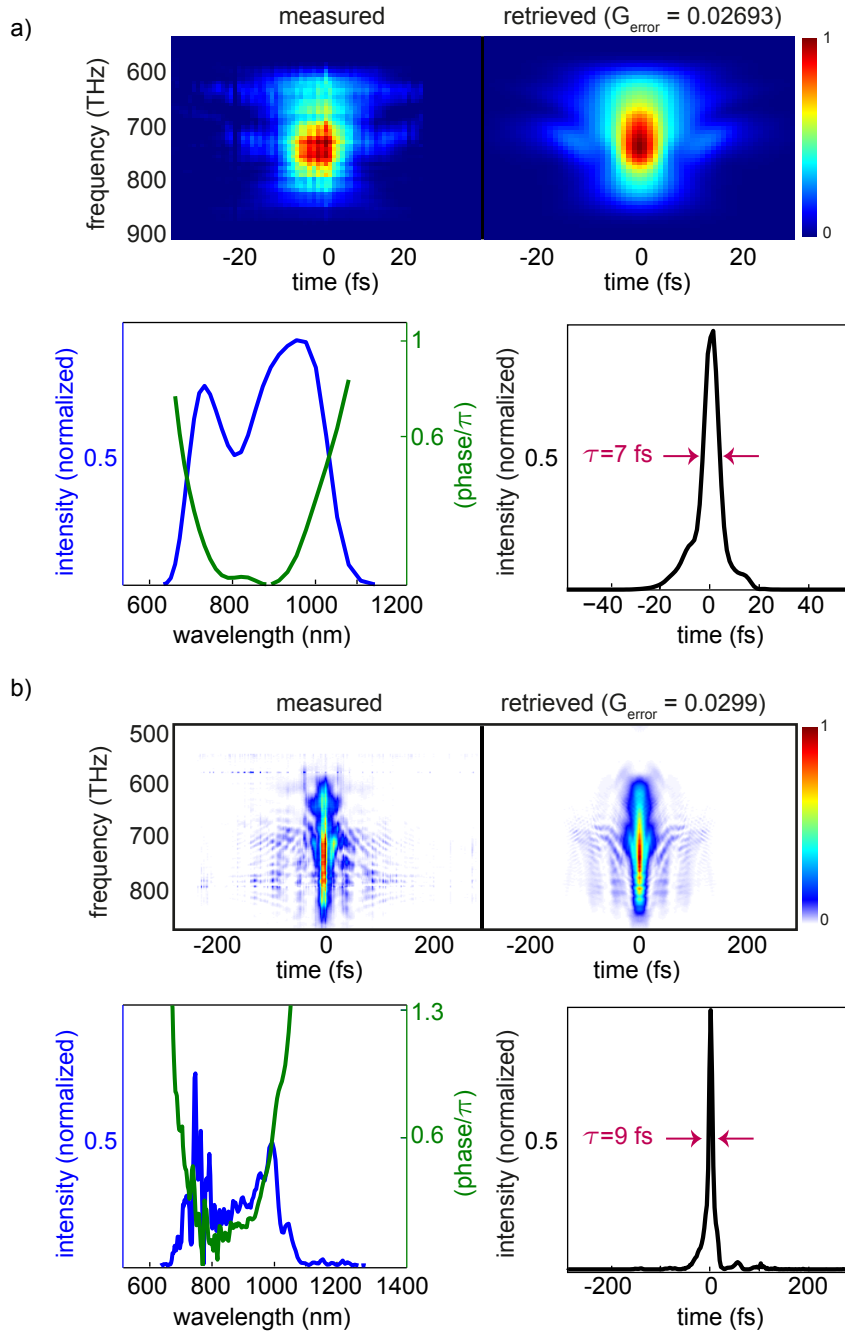 a)
measured
retrieved (G_error = 0.02693)
frequency (THz)
600
700
800
900
-20 0 20
time (fs)
-20 0 20
time (fs)
1
0
intensity (normalized)
0.5
1
0.6
(phase/π)
600 800 1000 1200
wavelength (nm)
intensity (normalized)
0.5
τ=7 fs
−40 -20 0 20 40
time (fs)
b)
measured
retrieved (G_error = 0.0299)
frequency (THz)
500
600
700
800
-200 0 200
time (fs)
-200 0 200
time (fs)
1
0
intensity (normalized)
0.5
1.3
0.6
(phase/π)
600 800 1000 1200 1400
wavelength (nm)
intensity (normalized)
0.5
τ=9 fs
-200 0 200
time (fs)